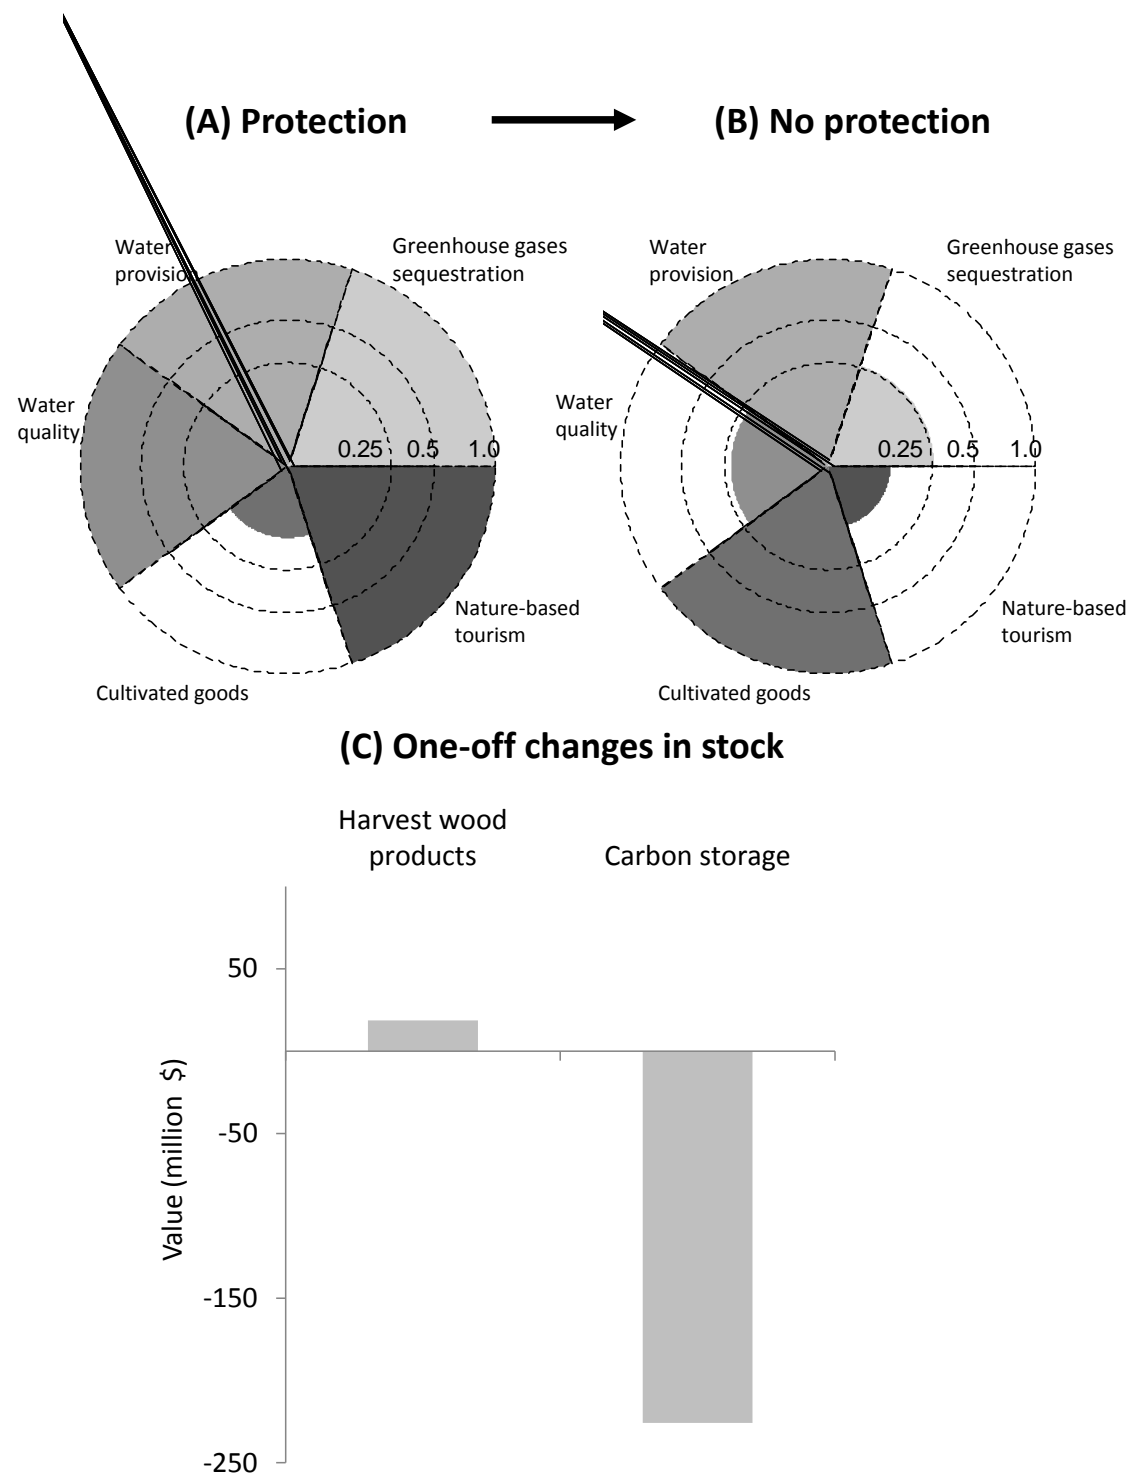 (A) Protection
(B) No protection
Water
provision
Greenhouse gases
sequestration
Water
quality
0.25
0.5
1.0
Nature-based
tourism
Cultivated goods
Water
provision
Greenhouse gases
sequestration
Water
quality
0.25
0.5
1.0
Nature-based
tourism
Cultivated goods
(C) One-off changes in stock
Harvest wood
products
Carbon storage
Value (million $)
50
-50
-150
-250